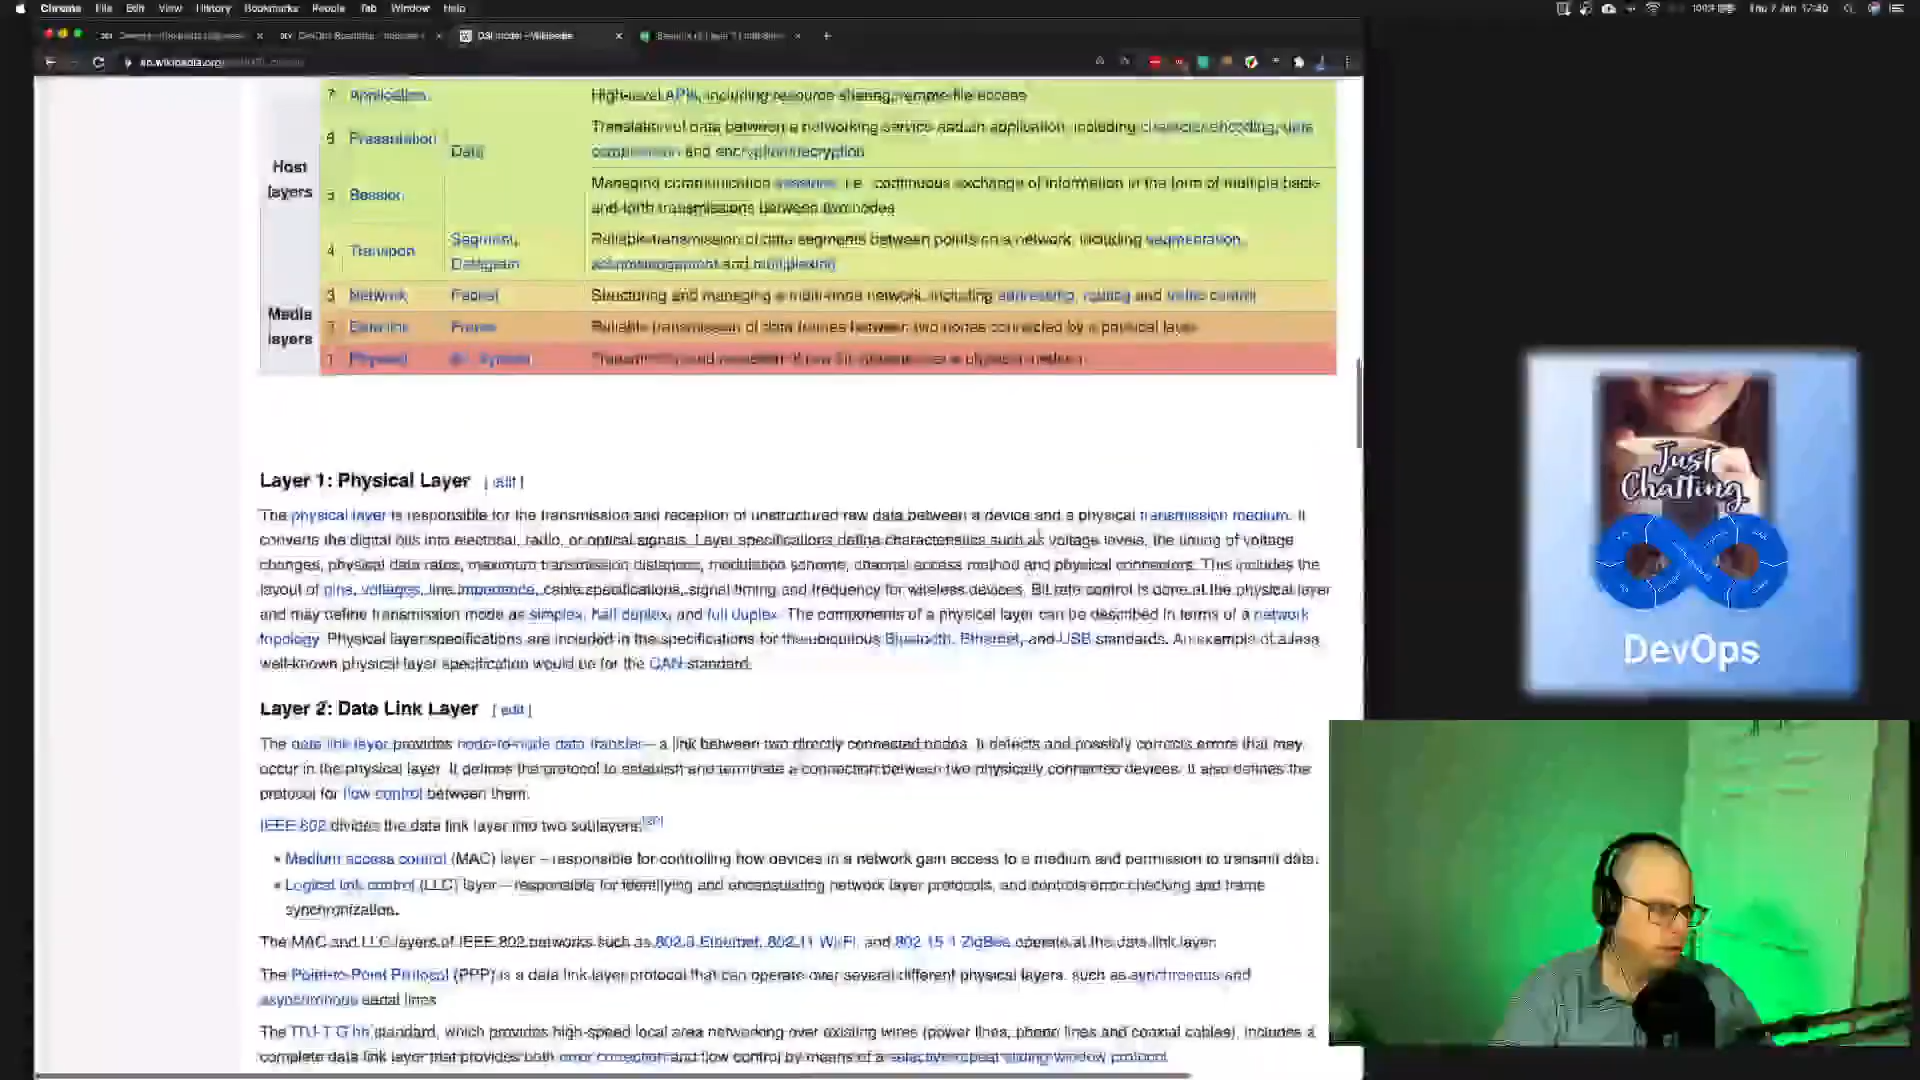 Chrome File Edit View History Bookmarks People Tab Window Help
100% Thu 7 Jan 17:40
DevOps Roadmap
OSI model - Wikipedia
en.wikipedia.org
7 Application High-level APIs, including resource sharing, remote file access
Host layers
6 Presentation Data Translation of data between a networking service and an application, including character encoding, data
compression and encryption/decryption
5 Session Managing communication sessions, i.e., continuous exchange of information in the form of multiple back-
and-forth transmissions between two nodes
4 Transport Segment, Datagram Reliable transmission of data segments between points on a network, including segmentation,
acknowledgement and multiplexing
Media layers
3 Network Packet Structuring and managing a multi-node network, including addressing, routing and traffic control
2 Data link Frame Reliable transmission of data frames between two nodes connected by a physical layer
1 Physical Bit, Symbol Transmission and reception of raw bit streams over a physical medium
Layer 1: Physical Layer [ edit ]
The physical layer is responsible for the transmission and reception of unstructured raw data between a device and a physical transmission medium. It
converts the digital bits into electrical, radio, or optical signals. Layer specifications define characteristics such as voltage levels, the timing of voltage
changes, physical data rates, maximum transmission distances, modulation scheme, channel access method and physical connectors. This includes the
layout of pins, voltages, line impedance, cable specifications, signal timing and frequency for wireless devices. Bit rate control is done at the physical layer
and may define transmission mode as simplex, half duplex, and full duplex. The components of a physical layer can be described in terms of a network
topology. Physical layer specifications are included in the specifications for the ubiquitous Bluetooth, Ethernet, and USB standards. An example of a less
well-known physical layer specification would be for the CAN standard.
Layer 2: Data Link Layer [ edit ]
The data link layer provides node-to-node data transfer—a link between two directly connected nodes. It detects and possibly corrects errors that may
occur in the physical layer. It defines the protocol to establish and terminate a connection between two physically connected devices. It also defines the
protocol for flow control between them.
IEEE 802 divides the data link layer into two sublayers:
• Medium access control (MAC) layer – responsible for controlling how devices in a network gain access to a medium and permission to transmit data.
• Logical link control (LLC) layer – responsible for identifying and encapsulating network layer protocols, and controls error checking and frame
synchronization.
The MAC and LLC layers of IEEE 802 networks such as 802.3 Ethernet, 802.11 Wi-Fi, and 802.15.4 ZigBee operate at the data link layer.
The Point-to-Point Protocol (PPP) is a data link layer protocol that can operate over several different physical layers, such as synchronous and
asynchronous serial lines.
The ITU-T G.hn standard, which provides high-speed local area networking over existing wires (power lines, phone lines and coaxial cables), includes a
complete data link layer that provides both error correction and flow control by means of a selective-repeat sliding-window protocol.
Just
Chatting
DevOps